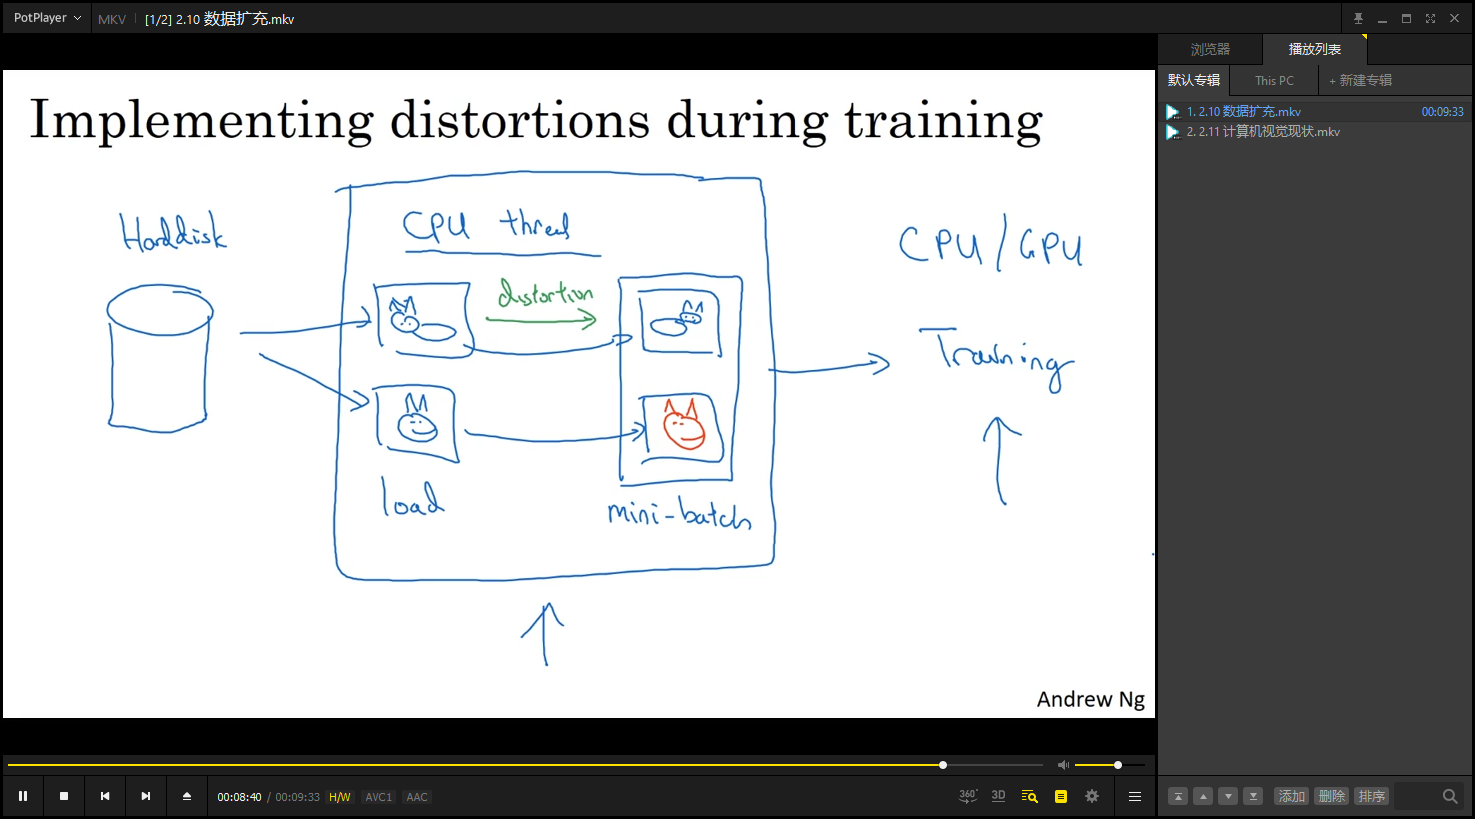 PotPlayer MKV [1/2] 2.10 数据扩充.mkv
浏览器 播放列表
默认专辑 This PC + 新建专辑
1. 2.10 数据扩充.mkv 00:09:33
2. 2.11 计算机视觉现状.mkv
Implementing distortions during training
Harddisk
CPU thread
CPU/GPU
distortion
Training
load
mini-batch
Andrew Ng
00:08:40 / 00:09:33 H/W AVC1 AAC
360° 3D
添加 删除 排序